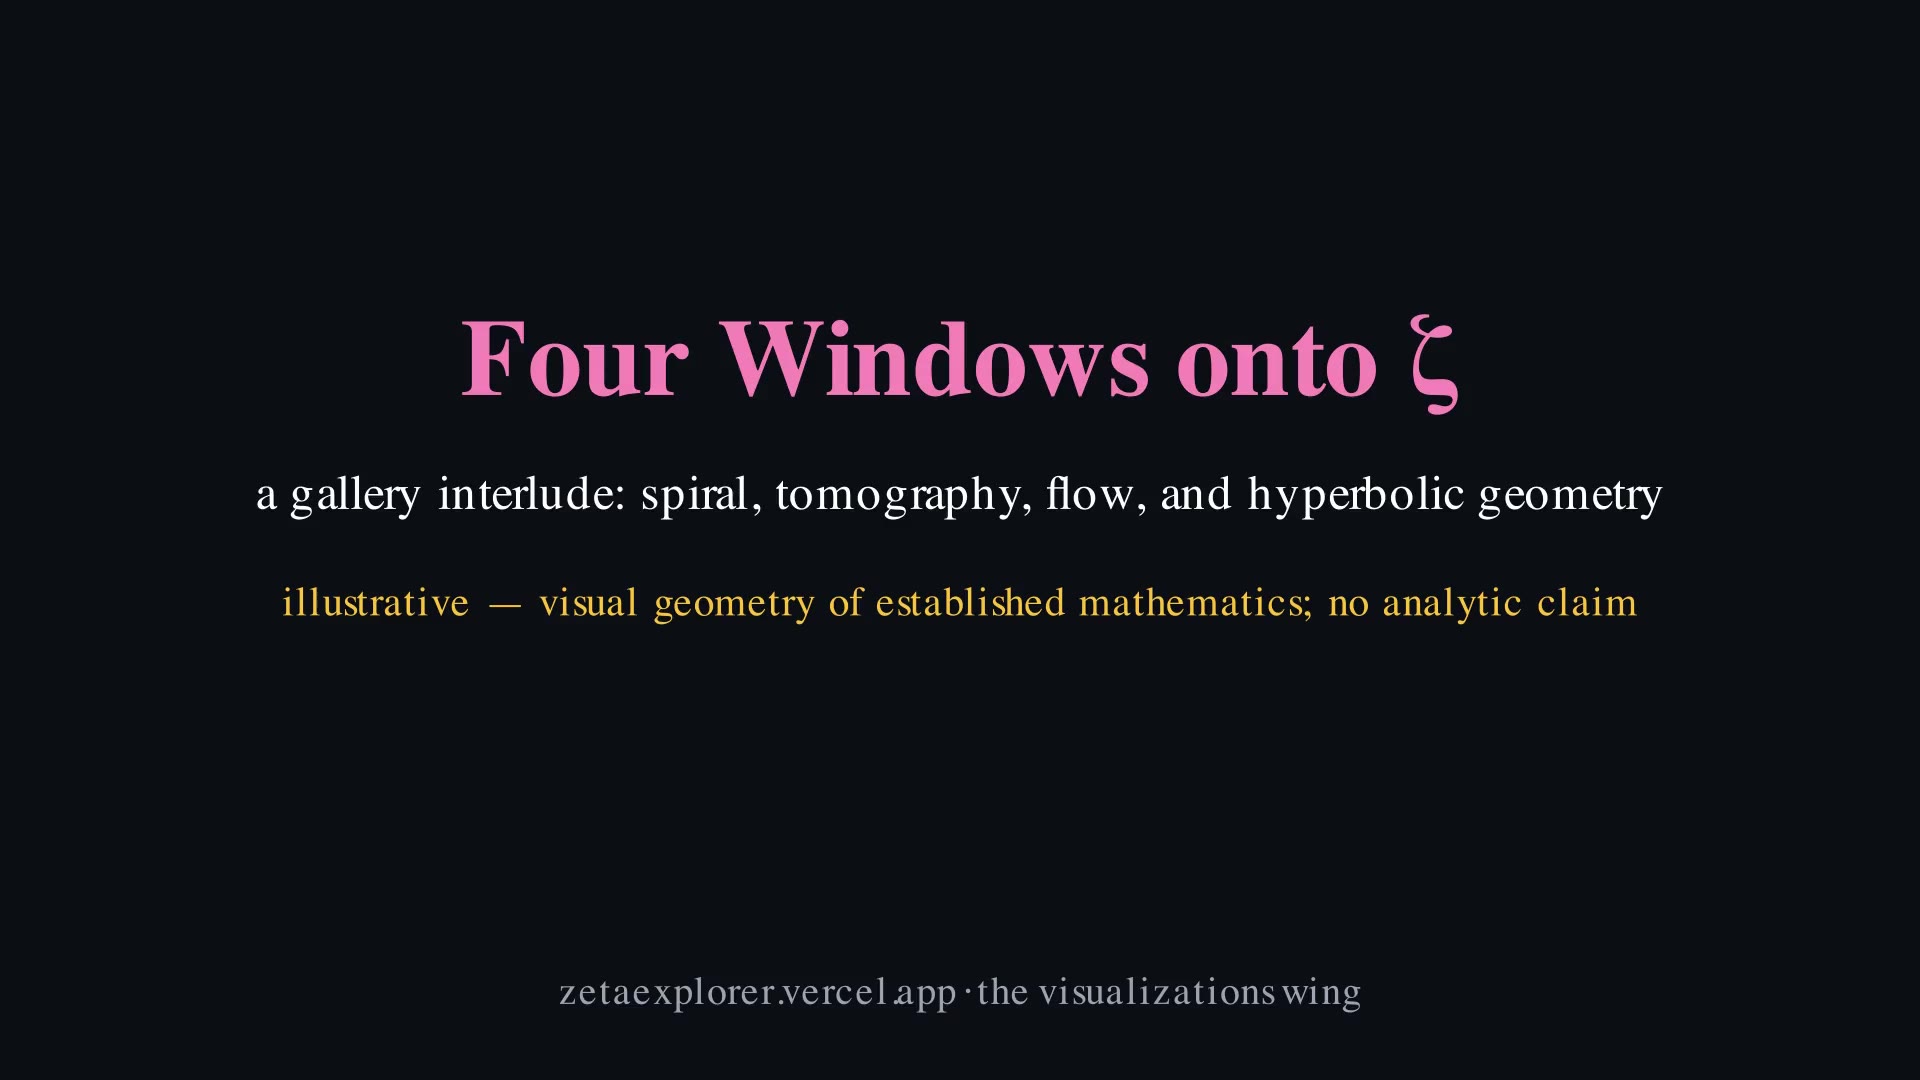 Four Windows onto ζ
a gallery interlude: spiral, tomography, flow, and hyperbolic geometry
illustrative — visual geometry of established mathematics; no analytic claim
zetaexplorer.vercel.app · the visualizations wing